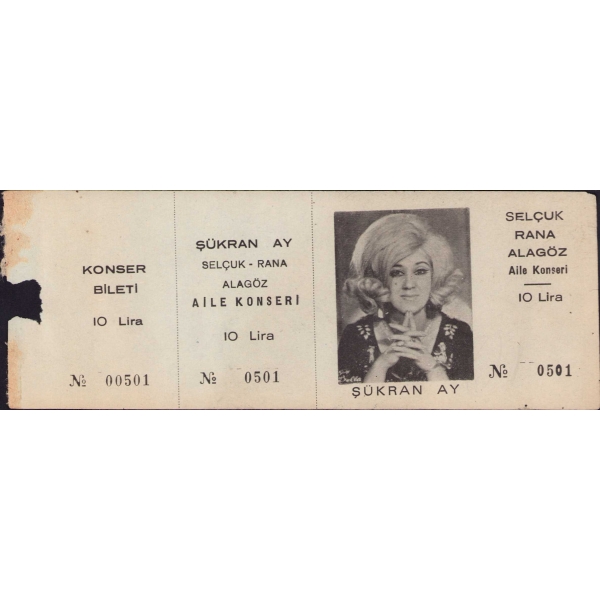 KONSER
BİLETİ
10 Lira
№ 00501
ŞÜKRAN AY
SELÇUK - RANA
ALAGÖZ
AİLE KONSERİ
10 Lira
№ 0501
ŞÜKRAN AY
SELÇUK
RANA
ALAGÖZ
Aile Konseri
10 Lira
№ 0501